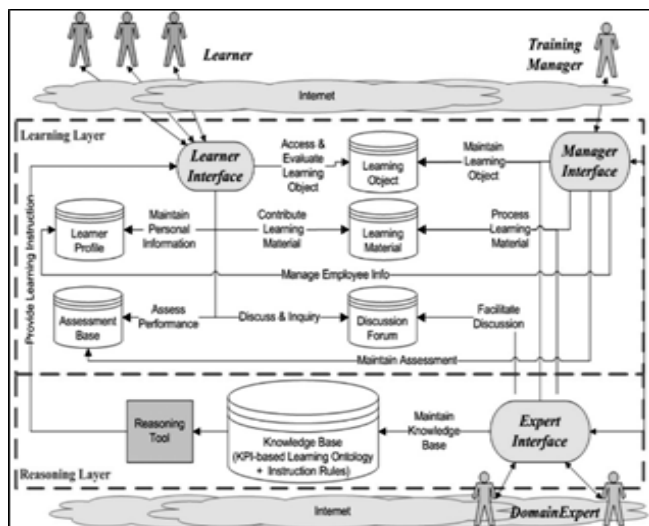 Learner
Training
Manager
Internet
Learning Layer
Learner
Interface
Access &
Evaluate
Learning
Object
Learning
Object
Maintain
Learning
Object
Manager
Interface
Learner
Profile
Maintain
Personal
Information
Contribute
Learning
Material
Learning
Material
Process
Learning
Material
Manage Employee Info
Provide Learning Instruction
Assessment
Base
Assess
Performance
Discuss & Inquiry
Discussion
Forum
Facilitate
Discussion
Maintain Assessment
Reasoning
Tool
Knowledge Base
(KPI-based Learning Ontology
+ Instruction Rules)
Maintain
Knowledge
Base
Expert
Interface
Reasoning Layer
Internet
DomainExpert